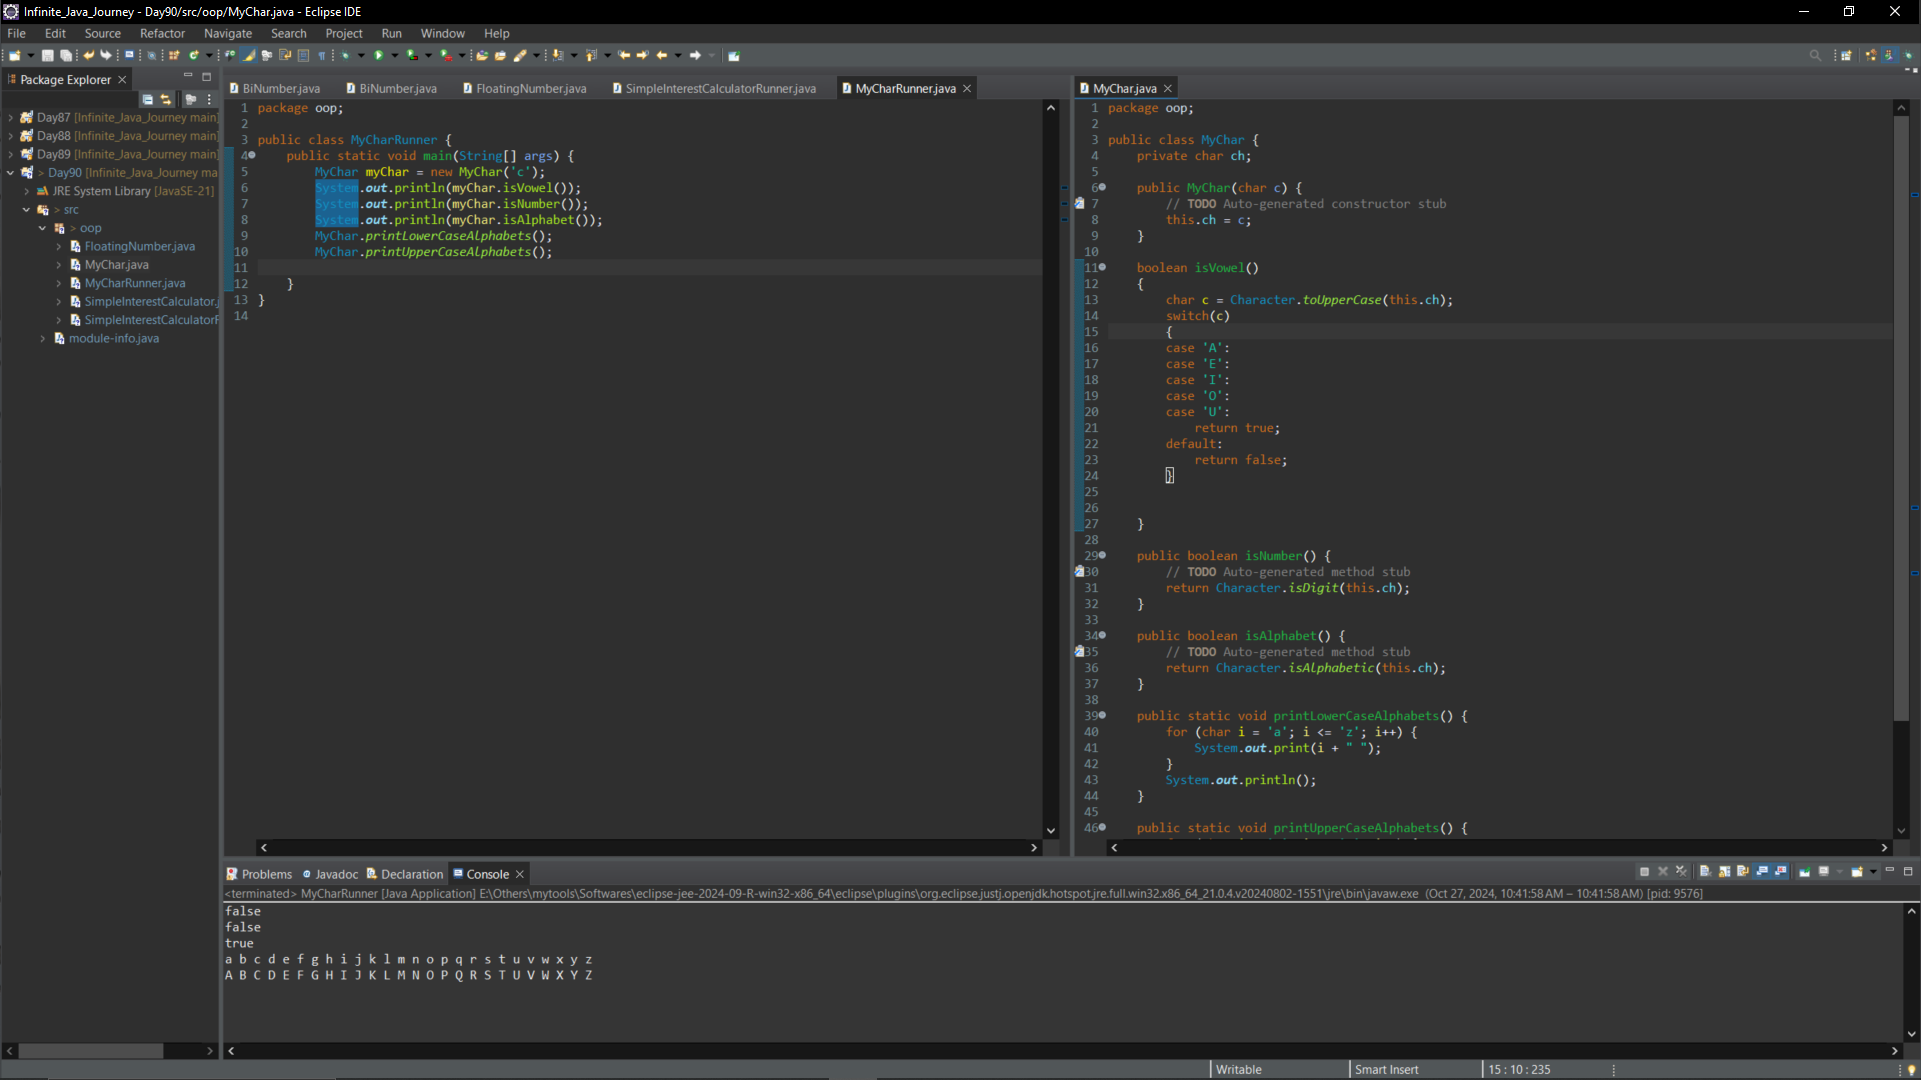 Infinite_Java_Journey - Day90/src/oop/MyChar.java - Eclipse IDE
File Edit Source Refactor Navigate Search Project Run Window Help
Package Explorer
Day87 [Infinite_Java_Journey main]
Day88 [Infinite_Java_Journey main]
Day89 [Infinite_Java_Journey main]
> Day90 [Infinite_Java_Journey ma
JRE System Library [JavaSE-21]
> src
> oop
FloatingNumber.java
MyChar.java
MyCharRunner.java
SimpleInterestCalculator.j
SimpleInterestCalculatorR
module-info.java
BiNumber.java BiNumber.java FloatingNumber.java SimpleInterestCalculatorRunner.java MyCharRunner.java
1 package oop;
2
3 public class MyCharRunner {
4 public static void main(String[] args) {
5 MyChar myChar = new MyChar('c');
6 System.out.println(myChar.isVowel());
7 System.out.println(myChar.isNumber());
8 System.out.println(myChar.isAlphabet());
9 MyChar.printLowerCaseAlphabets();
10 MyChar.printUpperCaseAlphabets();
11
12 }
13 }
14
MyChar.java
1 package oop;
2
3 public class MyChar {
4 private char ch;
5
6 public MyChar(char c) {
7 // TODO Auto-generated constructor stub
8 this.ch = c;
9 }
10
11 boolean isVowel()
12 {
13 char c = Character.toUpperCase(this.ch);
14 switch(c)
15 {
16 case 'A':
17 case 'E':
18 case 'I':
19 case 'O':
20 case 'U':
21 return true;
22 default:
23 return false;
24 }
25
26
27 }
28
29 public boolean isNumber() {
30 // TODO Auto-generated method stub
31 return Character.isDigit(this.ch);
32 }
33
34 public boolean isAlphabet() {
35 // TODO Auto-generated method stub
36 return Character.isAlphabetic(this.ch);
37 }
38
39 public static void printLowerCaseAlphabets() {
40 for (char i = 'a'; i <= 'z'; i++) {
41 System.out.print(i + " ");
42 }
43 System.out.println();
44 }
45
46 public static void printUpperCaseAlphabets() {
Problems Javadoc Declaration Console
<terminated> MyCharRunner [Java Application] E:\Others\mytools\Softwares\eclipse-jee-2024-09-R-win32-x86_64\eclipse\plugins\org.eclipse.justj.openjdk.hotspot.jre.full.win32.x86_64_21.0.4.v20240802-1551\jre\bin\javaw.exe (Oct 27, 2024, 10:41:58 AM – 10:41:58 AM) [pid: 9576]
false
false
true
a b c d e f g h i j k l m n o p q r s t u v w x y z
A B C D E F G H I J K L M N O P Q R S T U V W X Y Z
Writable Smart Insert 15 : 10 : 235